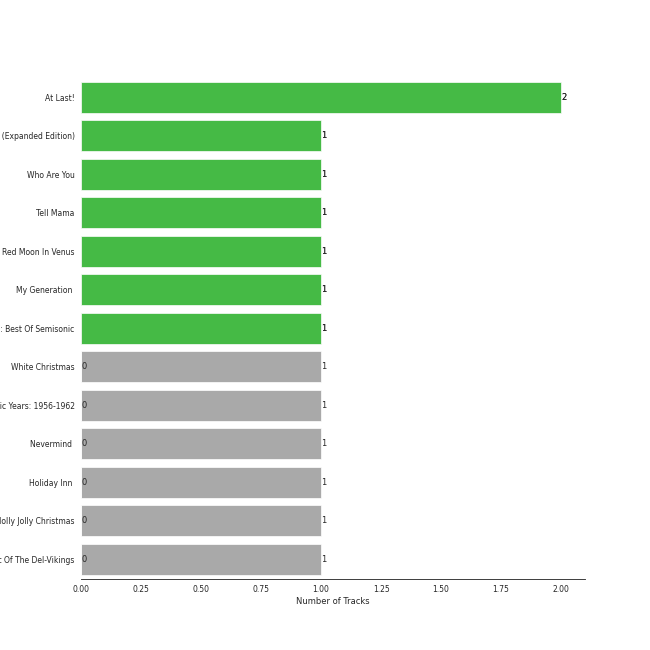 At Last!
2
(Expanded Edition)
1
Who Are You
1
Tell Mama
1
Red Moon In Venus
1
My Generation
1
: Best Of Semisonic
1
White Christmas
0
1
ic Years: 1956-1962
0
1
Nevermind
0
1
Holiday Inn
0
1
Jolly Christmas
0
1
Of The Del-Vikings
0
1
0.00 0.25 0.50 0.75 1.00 1.25 1.50 1.75 2.00
Number of Tracks